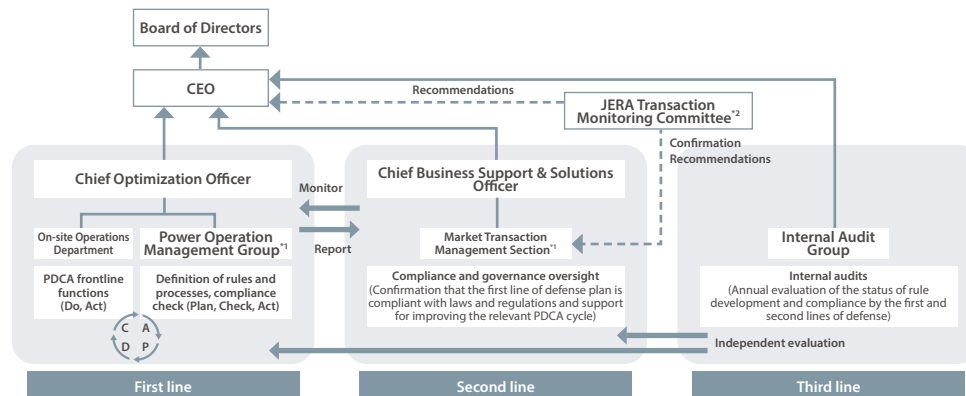 Board of Directors
CEO
Recommendations
JERA Transaction
Monitoring Committee*2
Confirmation
Recommendations
Chief Optimization Officer
Monitor
Report
Chief Business Support & Solutions
Officer
On-site Operations
Department
Power Operation
Management Group*1
Market Transaction
Management Section*1
Internal Audit
Group
PDCA frontline
functions
(Do, Act)
Definition of rules and
processes, compliance
check (Plan, Check, Act)
Compliance and governance oversight
(Confirmation that the first line of defense plan is
compliant with laws and regulations and support
for improving the relevant PDCA cycle)
Internal audits
(Annual evaluation of the status of rule
development and compliance by the first and
second lines of defense)
C A
D P
Independent evaluation
First line
Second line
Third line